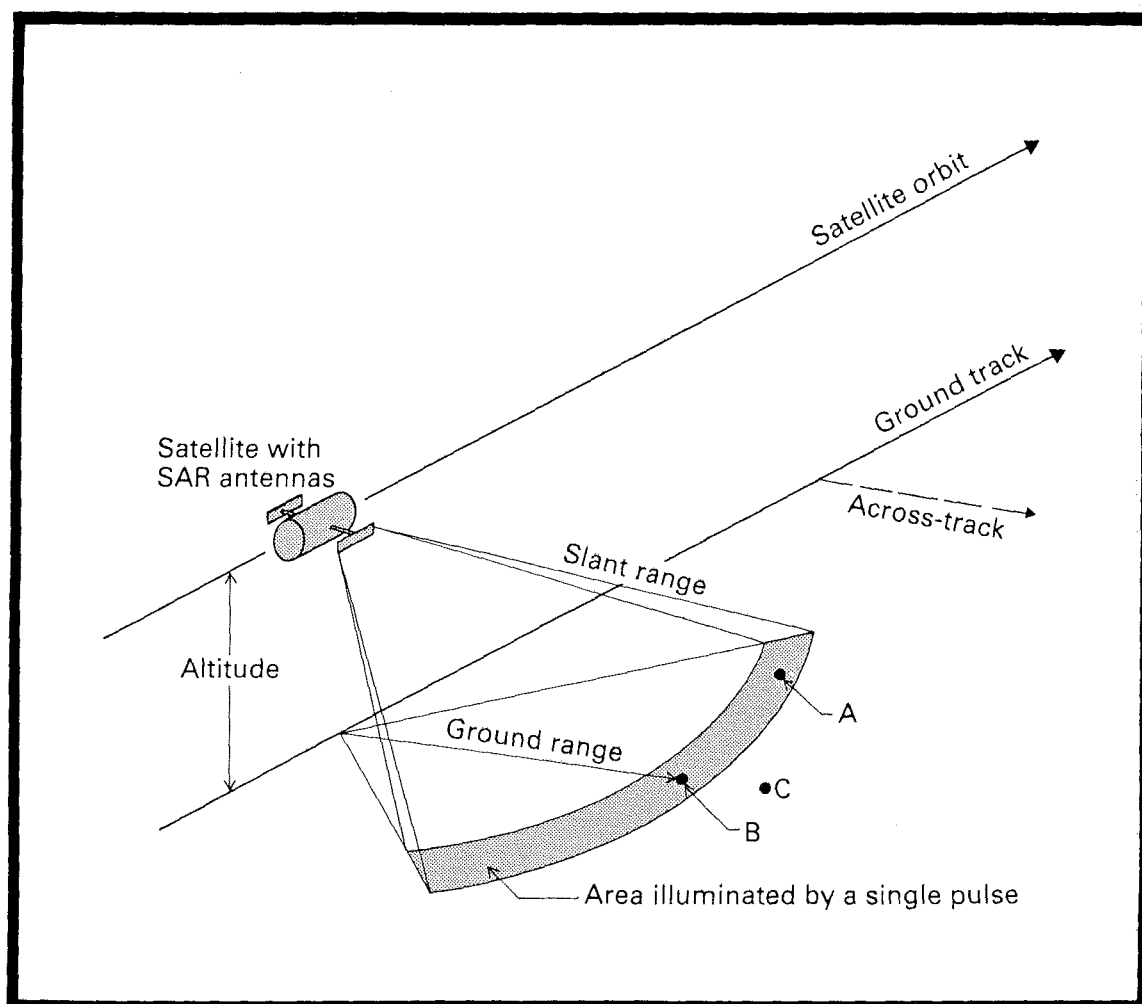 Satellite orbit
Ground track
Satellite with
SAR antennas
Across-track
Slant range
Altitude
A
Ground range
C
B
Area illuminated by a single pulse